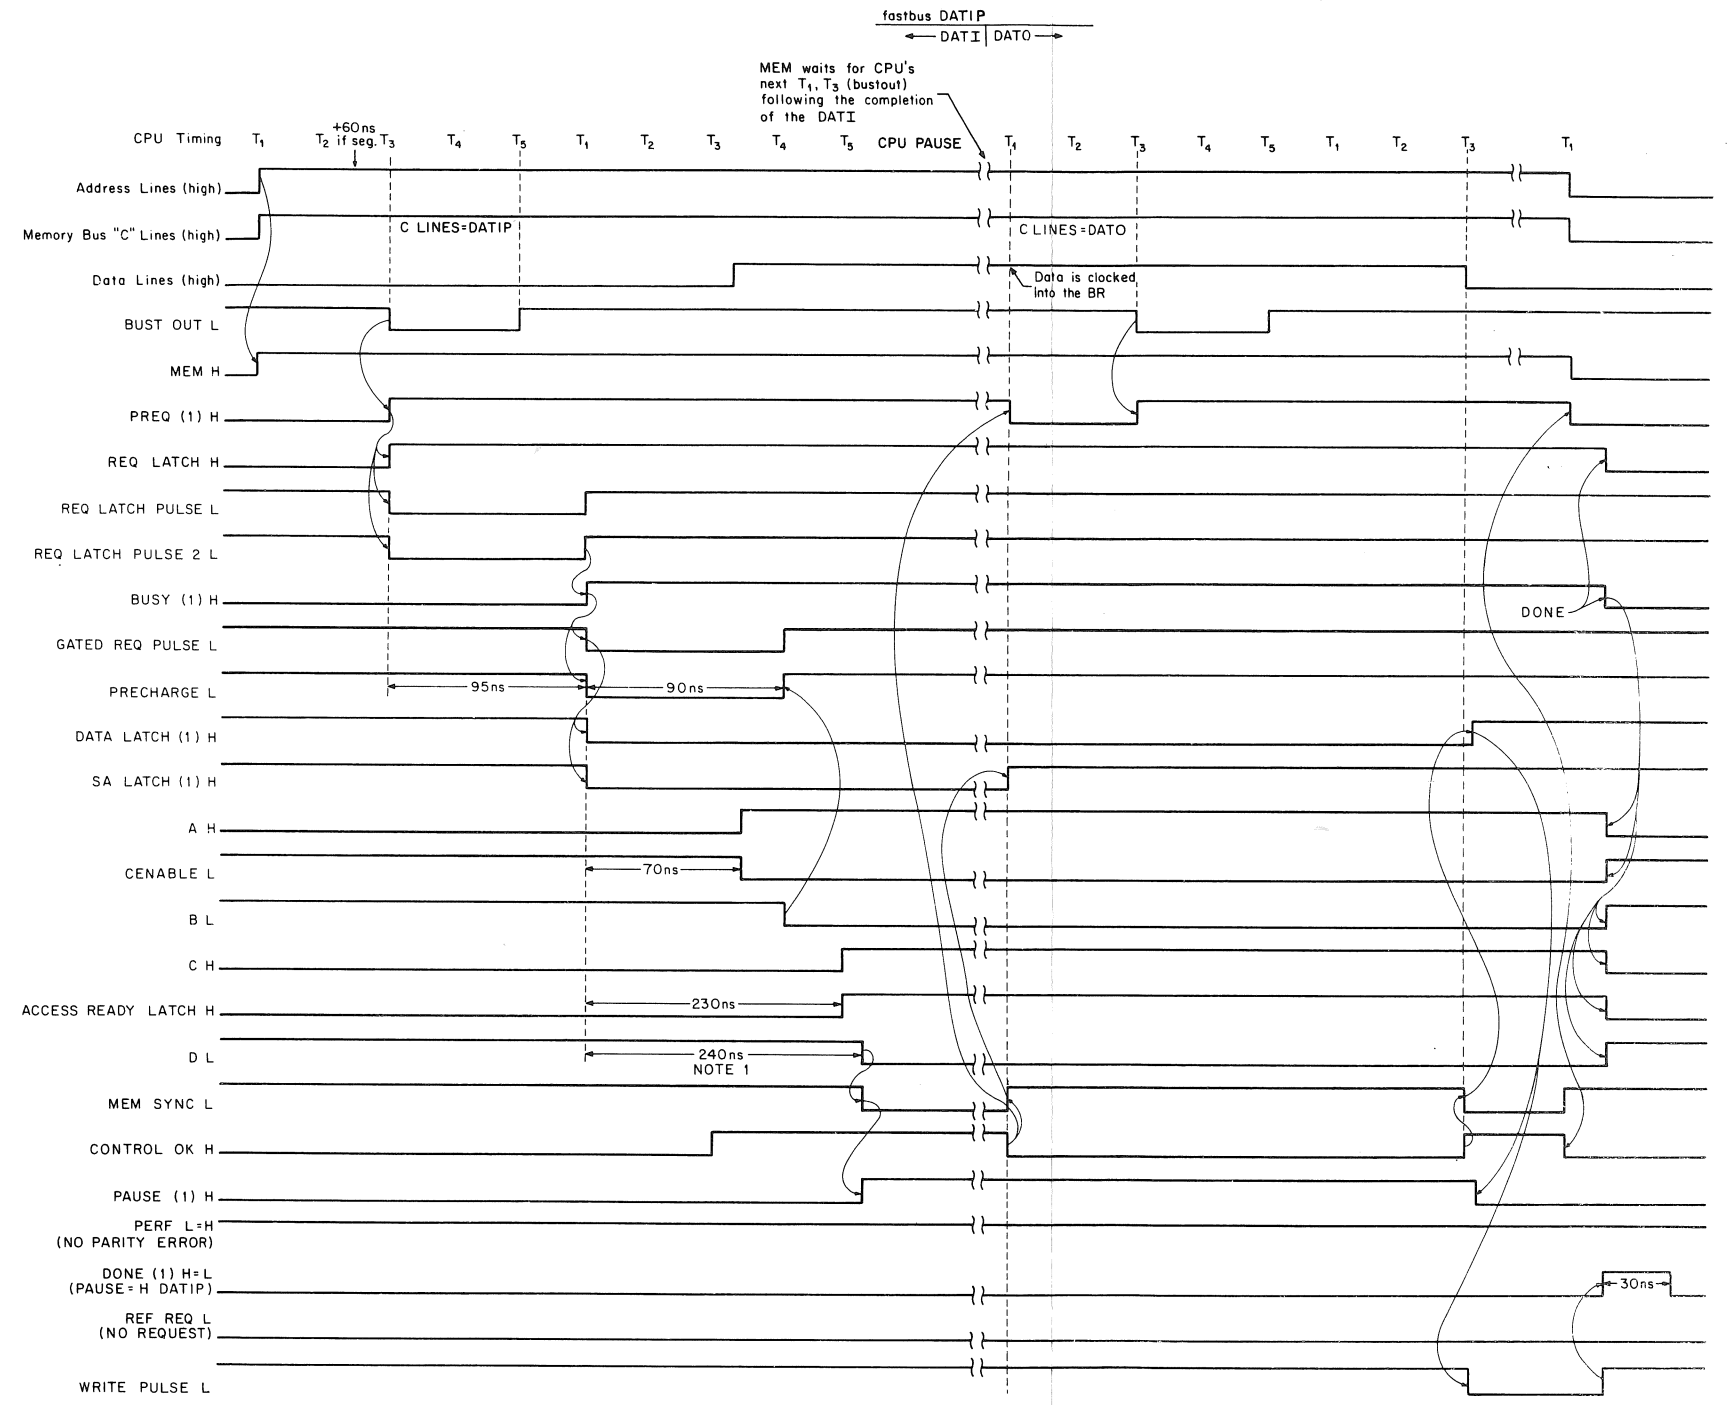 fastbus DATIP
DATI DATO
MEM waits for CPU's
next T1, T3 (bustout)
following the completion
of the DATI
+60ns
if seg.
CPU Timing T1 T2 T3 T4 T5 T1 T2 T3 T4 T5 CPU PAUSE T1 T2 T3 T4 T5 T1 T2 T3 T1
Address Lines (high)
Memory Bus "C" Lines (high)
C LINES=DATIP
C LINES=DATO
Data Lines (high)
Data is clocked
into the BR
BUST OUT L
MEM H
PREQ (1) H
REQ LATCH H
REQ LATCH PULSE L
REQ LATCH PULSE 2 L
BUSY (1) H
DONE
GATED REQ PULSE L
PRECHARGE L
95ns
90ns
DATA LATCH (1) H
SA LATCH (1) H
A H
CENABLE L
70ns
B L
C H
ACCESS READY LATCH H
230ns
D L
240ns
NOTE 1
MEM SYNC L
CONTROL OK H
PAUSE (1) H
PERF L=H
(NO PARITY ERROR)
DONE (1) H=L
(PAUSE=H DATIP)
30ns
REF REQ L
(NO REQUEST)
WRITE PULSE L